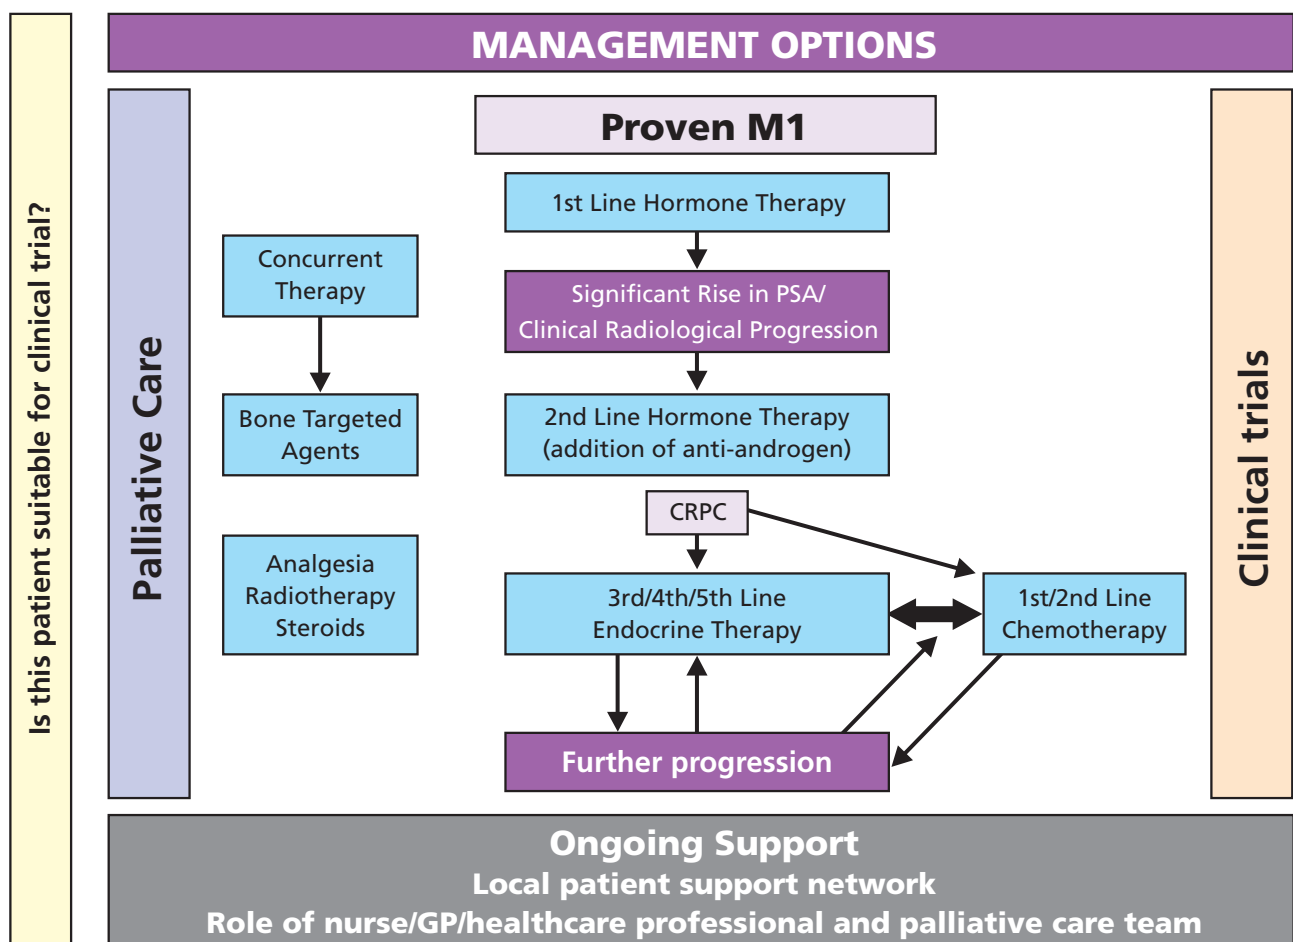 Is this patient suitable for clinical trial?
MANAGEMENT OPTIONS
Palliative Care
Proven M1
1st Line Hormone Therapy
Concurrent
Therapy
Significant Rise in PSA/
Clinical Radiological Progression
Bone Targeted
Agents
2nd Line Hormone Therapy
(addition of anti-androgen)
CRPC
Analgesia
Radiotherapy
Steroids
3rd/4th/5th Line
Endocrine Therapy
1st/2nd Line
Chemotherapy
Further progression
Clinical trials
Ongoing Support
Local patient support network
Role of nurse/GP/healthcare professional and palliative care team